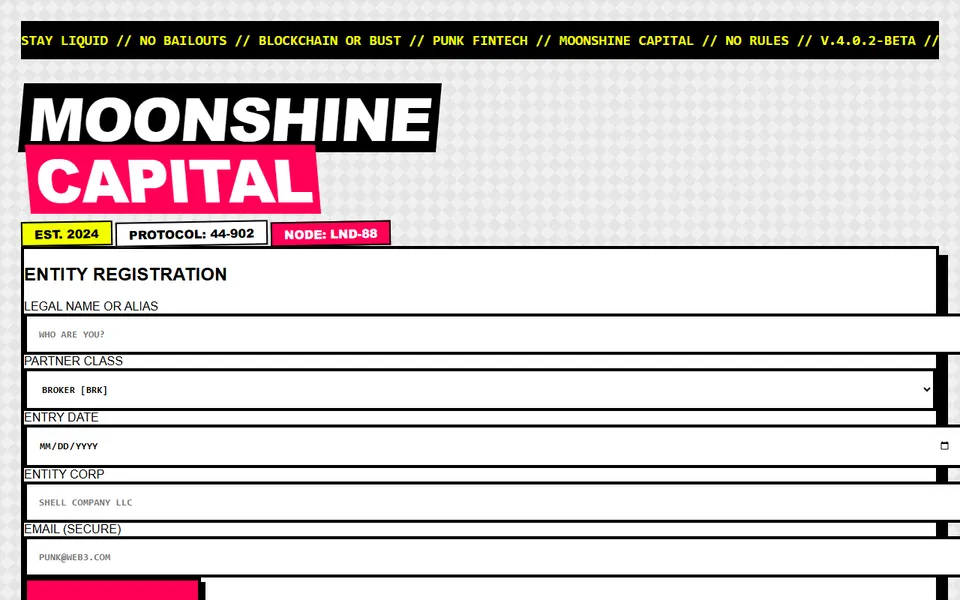 STAY LIQUID // NO BAILOUTS // BLOCKCHAIN OR BUST // PUNK FINTECH // MOONSHINE CAPITAL // NO RULES // V.4.0.2-BETA //
MOONSHINE
CAPITAL
EST. 2024 PROTOCOL: 44-902 NODE: LND-88
ENTITY REGISTRATION
LEGAL NAME OR ALIAS
WHO ARE YOU?
PARTNER CLASS
BROKER [BRK]
ENTRY DATE
MM/DD/YYYY
ENTITY CORP
SHELL COMPANY LLC
EMAIL (SECURE)
PUNK@WEB3.COM